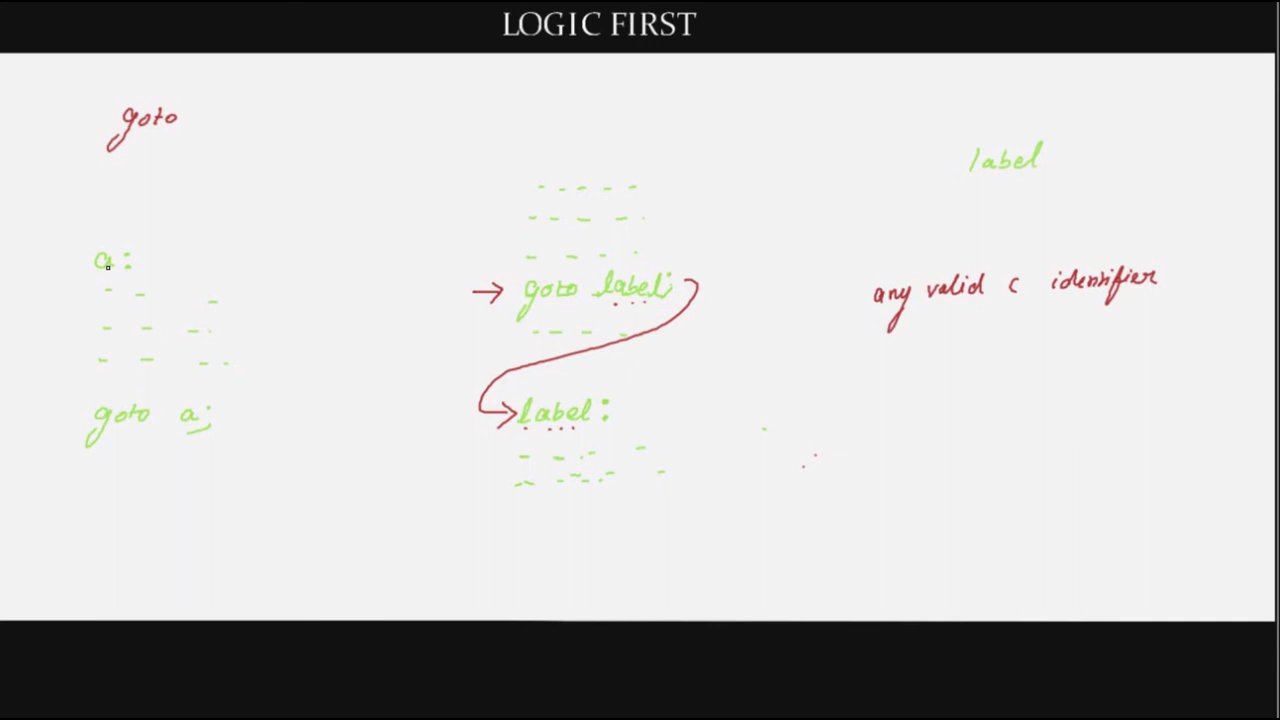 LOGIC FIRST
goto
label
a:
goto label;
any valid c identifier
label:
goto a;